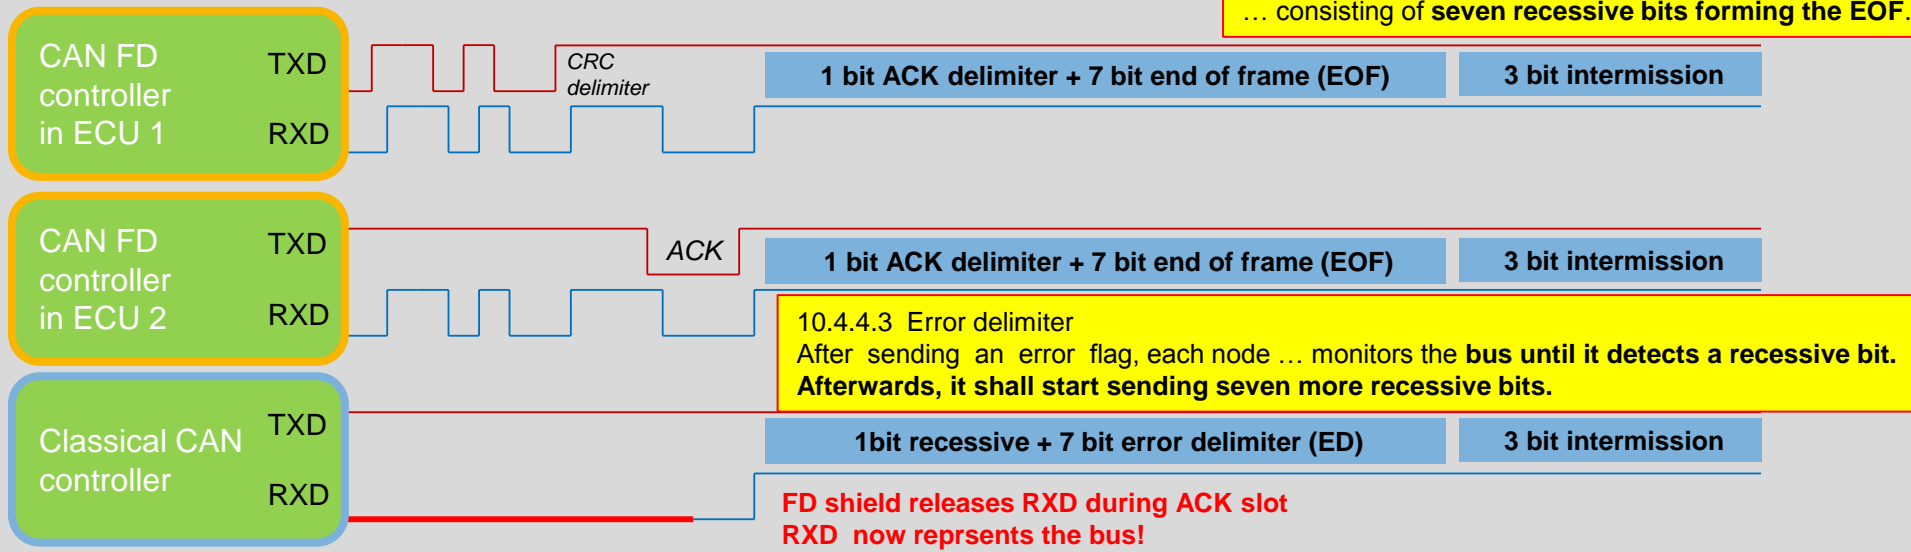 … consisting of seven recessive bits forming the EOF.
CAN FD
controller
in ECU 1
TXD
RXD
CRC
delimiter
1 bit ACK delimiter + 7 bit end of frame (EOF)
3 bit intermission
CAN FD
controller
in ECU 2
TXD
RXD
ACK
1 bit ACK delimiter + 7 bit end of frame (EOF)
3 bit intermission
10.4.4.3 Error delimiter
After sending an error flag, each node … monitors the bus until it detects a recessive bit.
Afterwards, it shall start sending seven more recessive bits.
Classical CAN
controller
TXD
RXD
1bit recessive + 7 bit error delimiter (ED)
3 bit intermission
FD shield releases RXD during ACK slot
RXD now reprsents the bus!